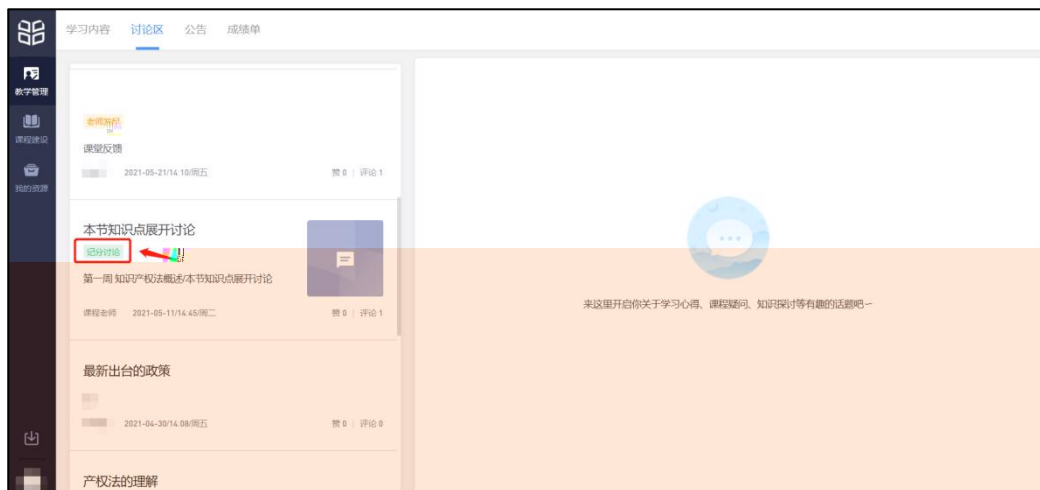 学习内容 讨论区 公告 成绩单
教学管理
课程建设
我的资源
课堂反馈
2021-05-21/14:10/周五 赞 0 | 评论 1
本节知识点展开讨论
记分讨论
第一周 知识产权法概述/本节知识点展开讨论
课程老师 2021-05-11/14:45/周二 赞 0 | 评论 1
最新出台的政策
2021-04-30/14:08/周五 赞 0 | 评论 0
产权法的理解
来这里开启你关于学习心得、课程疑问、知识探讨等有趣的话题吧~